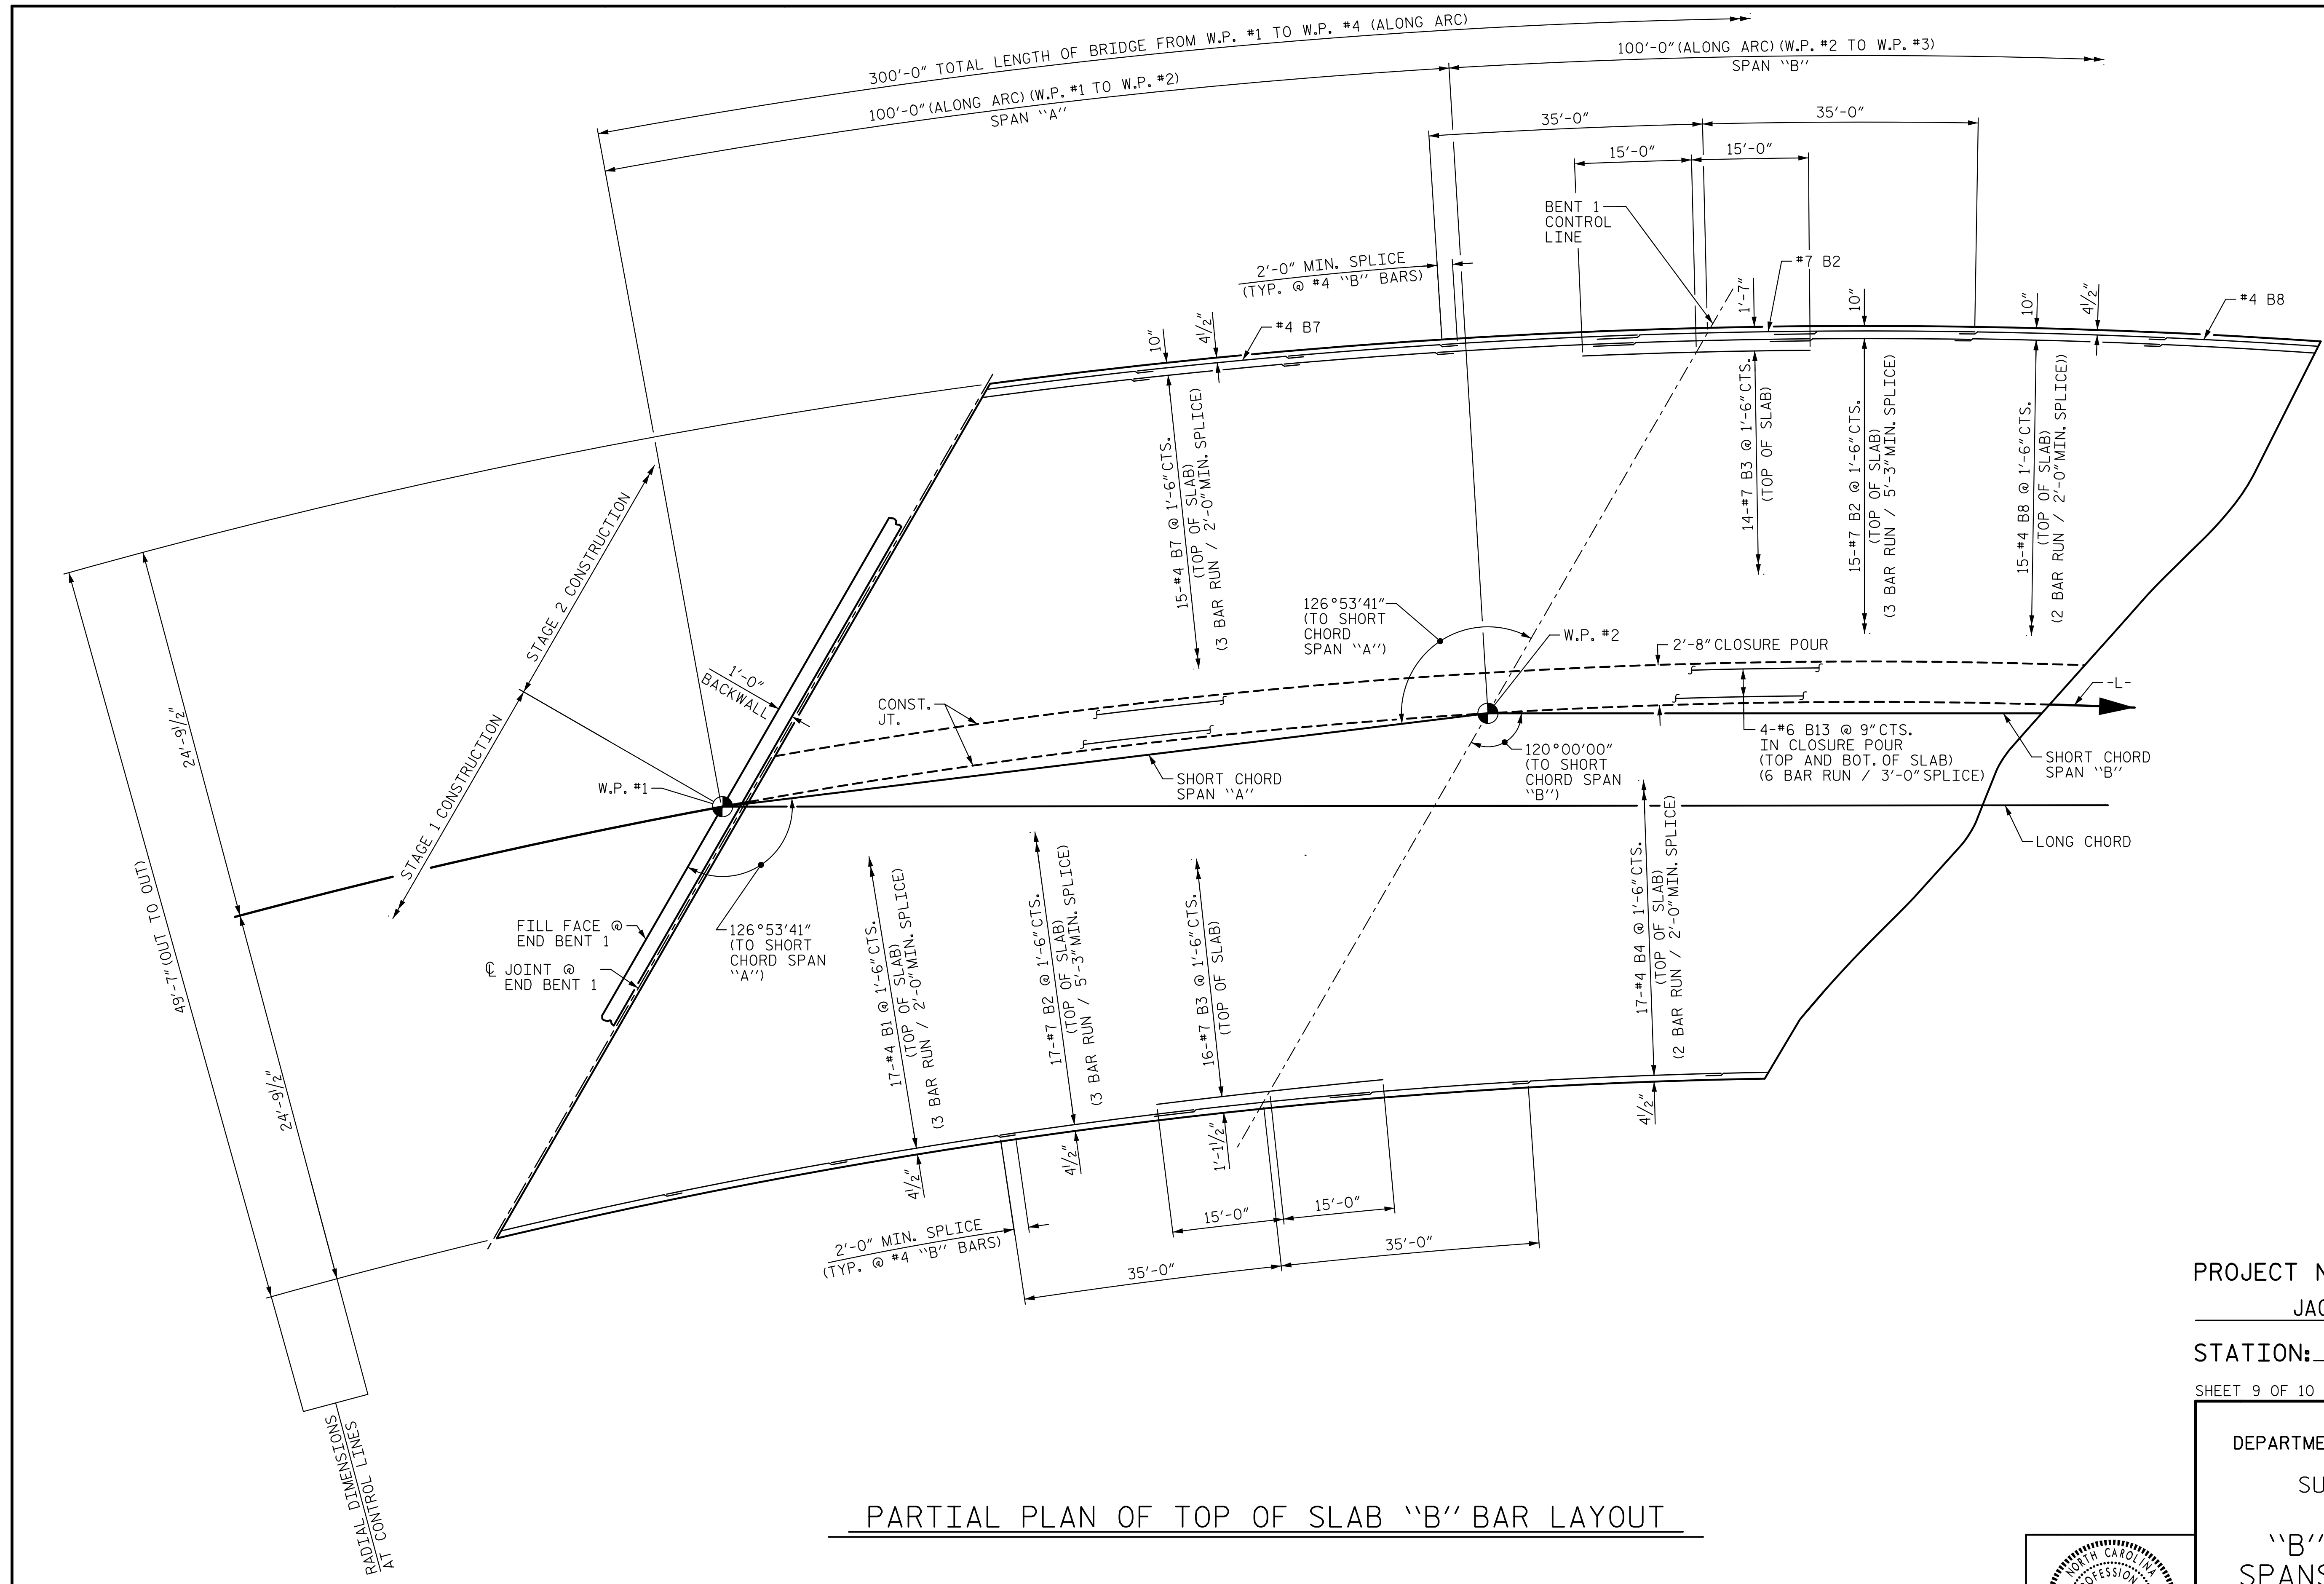 300'-0" TOTAL LENGTH OF BRIDGE FROM W.P. #1 TO W.P. #4 (ALONG ARC)
100'-0" (ALONG ARC) (W.P. #1 TO W.P. #2)
SPAN "A"
100'-0" (ALONG ARC) (W.P. #2 TO W.P. #3)
SPAN "B"
35'-0"
35'-0"
15'-0"
15'-0"
BENT 1
CONTROL
LINE
2'-0" MIN. SPLICE
(TYP. @ #4 "B" BARS)
#7 B2
1'-7"
10"
10"
4½"
#4 B8
10"
4½"
#4 B7
15-#4 B7 @ 1'-6" CTS.
(TOP OF SLAB)
(3 BAR RUN / 2'-0" MIN. SPLICE)
14-#7 B3 @ 1'-6" CTS.
(TOP OF SLAB)
15-#7 B2 @ 1'-6" CTS.
(TOP OF SLAB)
(3 BAR RUN / 5'-3" MIN. SPLICE)
15-#4 B8 @ 1'-6" CTS.
(TOP OF SLAB)
(2 BAR RUN / 2'-0" MIN. SPLICE))
STAGE 2 CONSTRUCTION
STAGE 1 CONSTRUCTION
1'-0"
BACKWALL
126°53'41"
(TO SHORT
CHORD
SPAN "A")
W.P. #2
2'-8" CLOSURE POUR
-L-
CONST.
JT.
W.P. #1
SHORT CHORD
SPAN "A"
120°00'00"
(TO SHORT
CHORD SPAN
"B")
4-#6 B13 @ 9" CTS.
IN CLOSURE POUR
(TOP AND BOT. OF SLAB)
(6 BAR RUN / 3'-0" SPLICE)
SHORT CHORD
SPAN "B"
LONG CHORD
24'-9½"
49'-7" (OUT TO OUT)
24'-9½"
FILL FACE @
END BENT 1
℄ JOINT @
END BENT 1
126°53'41"
(TO SHORT
CHORD SPAN
"A")
17-#4 B1 @ 1'-6" CTS.
(TOP OF SLAB)
(3 BAR RUN / 2'-0" MIN. SPLICE)
17-#7 B2 @ 1'-6" CTS.
(TOP OF SLAB)
(3 BAR RUN / 5'-3" MIN. SPLICE)
16-#7 B3 @ 1'-6" CTS.
(TOP OF SLAB)
17-#4 B4 @ 1'-6" CTS.
(TOP OF SLAB)
(2 BAR RUN / 2'-0" MIN. SPLICE)
4½"
4½"
1'-1½"
4½"
2'-0" MIN. SPLICE
(TYP. @ #4 "B" BARS)
15'-0"
15'-0"
35'-0"
35'-0"
RADIAL DIMENSIONS
AT CONTROL LINES
PARTIAL PLAN OF TOP OF SLAB "B" BAR LAYOUT
PROJECT
STATION:
SHEET 9 OF 10
"B"
NORTH CAROLINA